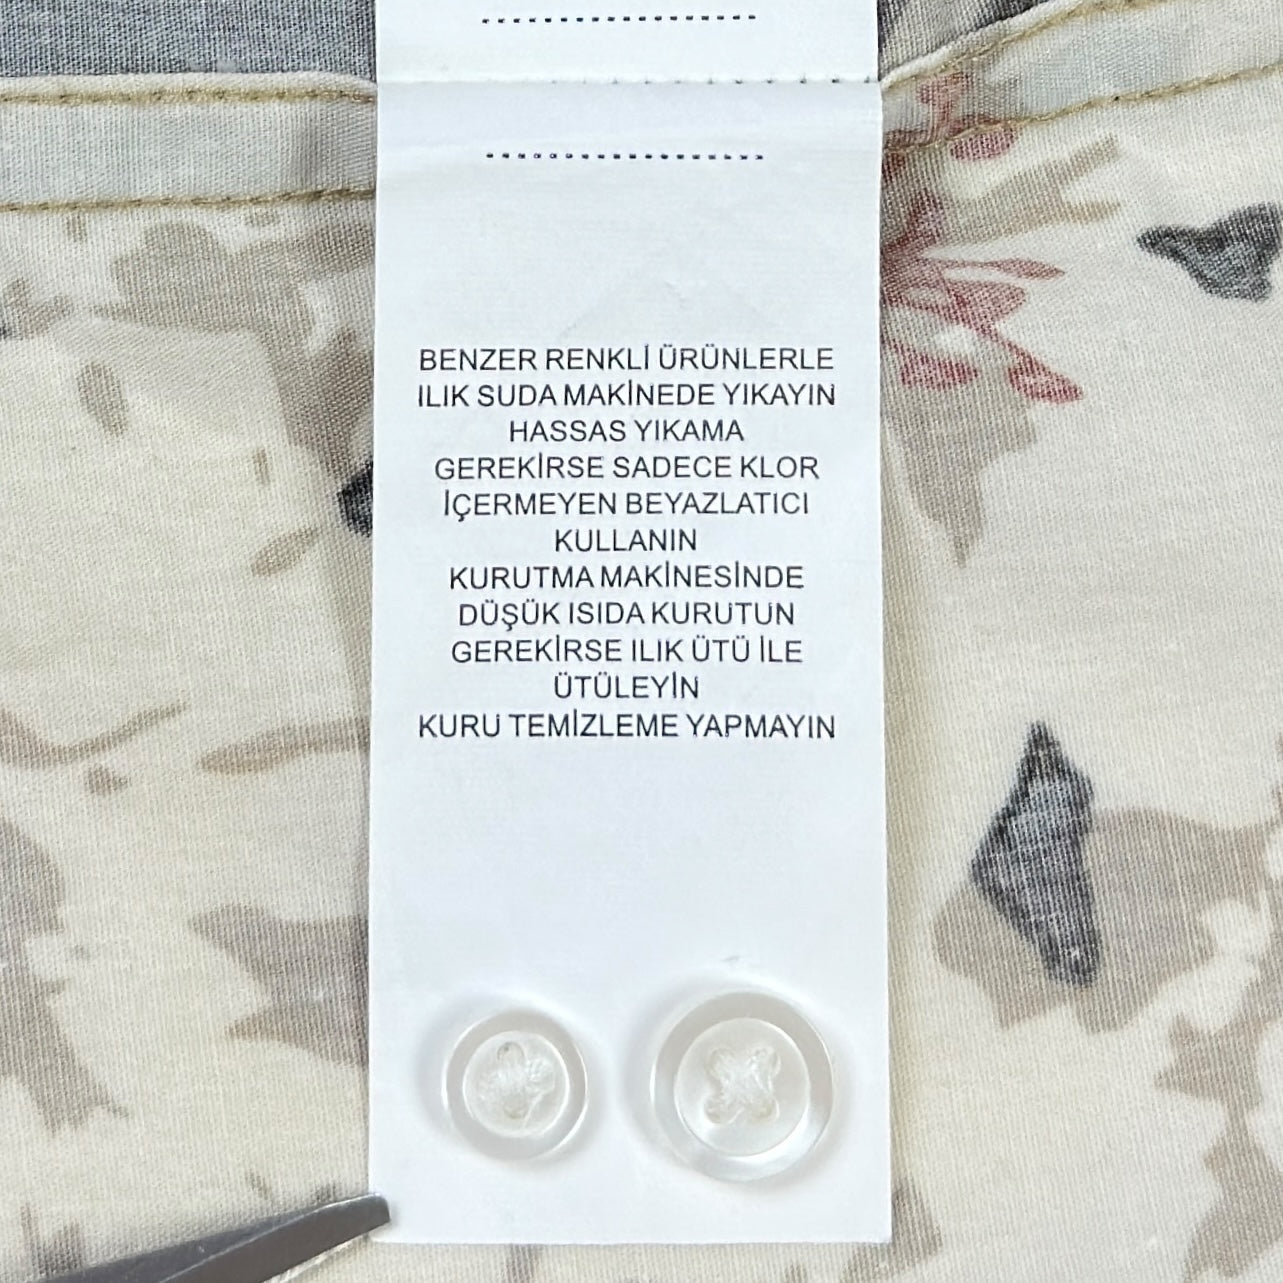 BENZER RENKLİ ÜRÜNLERLE
ILIK SUDA MAKİNEDE YIKAYIN
HASSAS YIKAMA
GEREKİRSE SADECE KLOR
İÇERMEYEN BEYAZLATICI
KULLANIN
KURUTMA MAKİNESİNDE
DÜŞÜK ISIDA KURUTUN
GEREKİRSE ILIK ÜTÜ İLE
ÜTÜLEYİN
KURU TEMİZLEME YAPMAYIN